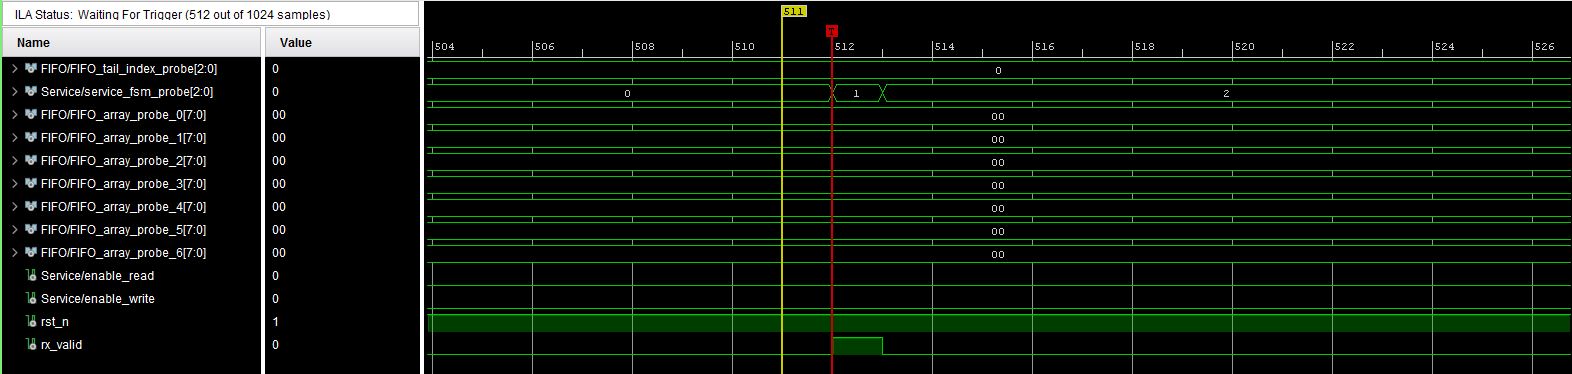 ILA Status: Waiting For Trigger (512 out of 1024 samples)
511
T
Name Value 504 506 508 510 512 514 516 518 520 522 524 526
FIFO/FIFO_tail_index_probe[2:0] 0 0
Service/service_fsm_probe[2:0] 0 0 1 2
FIFO/FIFO_array_probe_0[7:0] 00 00
FIFO/FIFO_array_probe_1[7:0] 00 00
FIFO/FIFO_array_probe_2[7:0] 00 00
FIFO/FIFO_array_probe_3[7:0] 00 00
FIFO/FIFO_array_probe_4[7:0] 00 00
FIFO/FIFO_array_probe_5[7:0] 00 00
FIFO/FIFO_array_probe_6[7:0] 00 00
Service/enable_read 0
Service/enable_write 0
rst_n 1
rx_valid 0